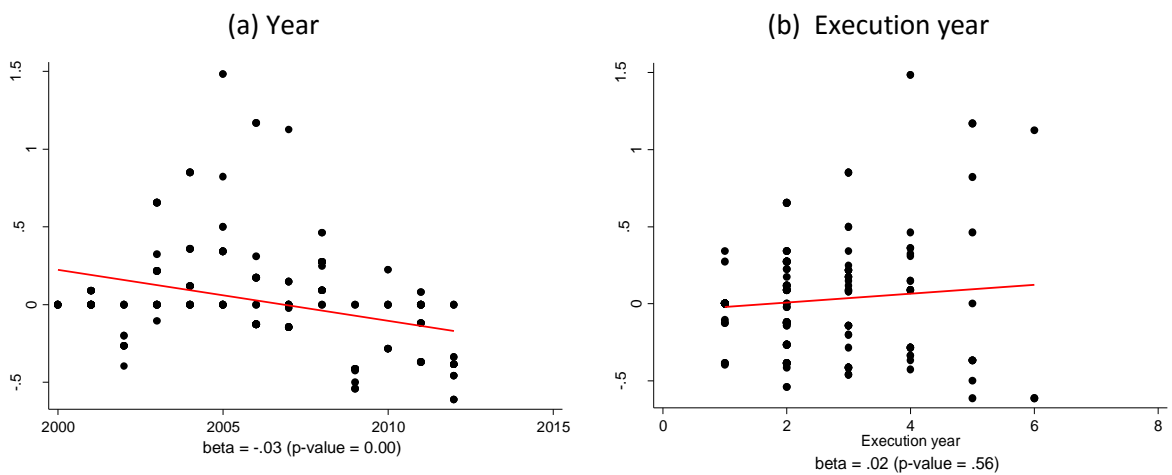 (a) Year
1.5
1
.5
0
-.5
2000 2005 2010 2015
beta = -.03 (p-value = 0.00)
(b) Execution year
1.5
1
.5
0
-.5
0 2 4 6 8
Execution year
beta = .02 (p-value = .56)